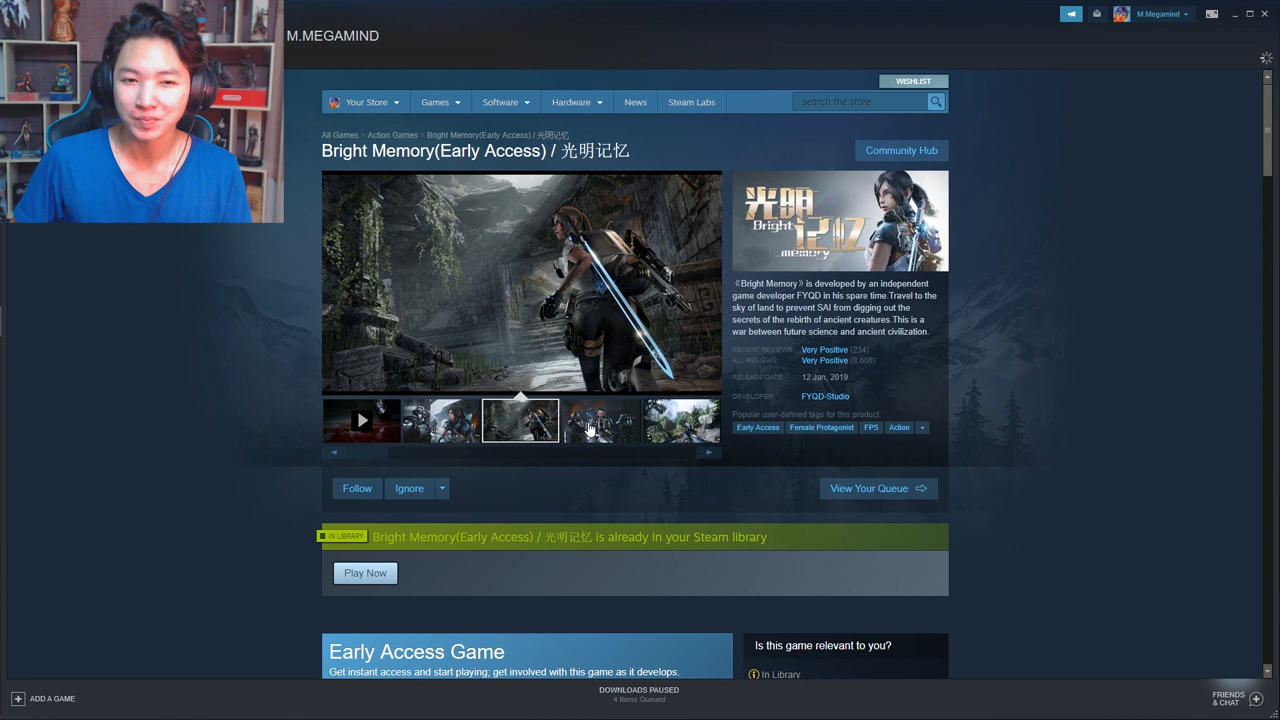 M.Megamind
M.MEGAMIND
WISHLIST
Your Store
Games
Software
Hardware
News
Steam Labs
search the store
All Games > Action Games > Bright Memory(Early Access) / 光明记忆
Bright Memory(Early Access) / 光明记忆
Community Hub
光明
Bright
记忆
memory
《Bright Memory》is developed by an independent
game developer FYQD in his spare time.Travel to the
sky of land to prevent SAI from digging out the
secrets of the rebirth of ancient creatures.This is a
war between future science and ancient civilization.
RECENT REVIEWS: Very Positive (234)
ALL REVIEWS: Very Positive (8,606)
RELEASE DATE: 12 Jan, 2019
DEVELOPER: FYQD-Studio
Popular user-defined tags for this product:
Early Access
Female Protagonist
FPS
Action
+
Follow
Ignore
View Your Queue
IN LIBRARY
Bright Memory(Early Access) / 光明记忆 is already in your Steam library
Play Now
Early Access Game
Get instant access and start playing; get involved with this game as it develops.
Is this game relevant to you?
In Library
ADD A GAME
DOWNLOADS PAUSED
4 Items Queued
FRIENDS
& CHAT